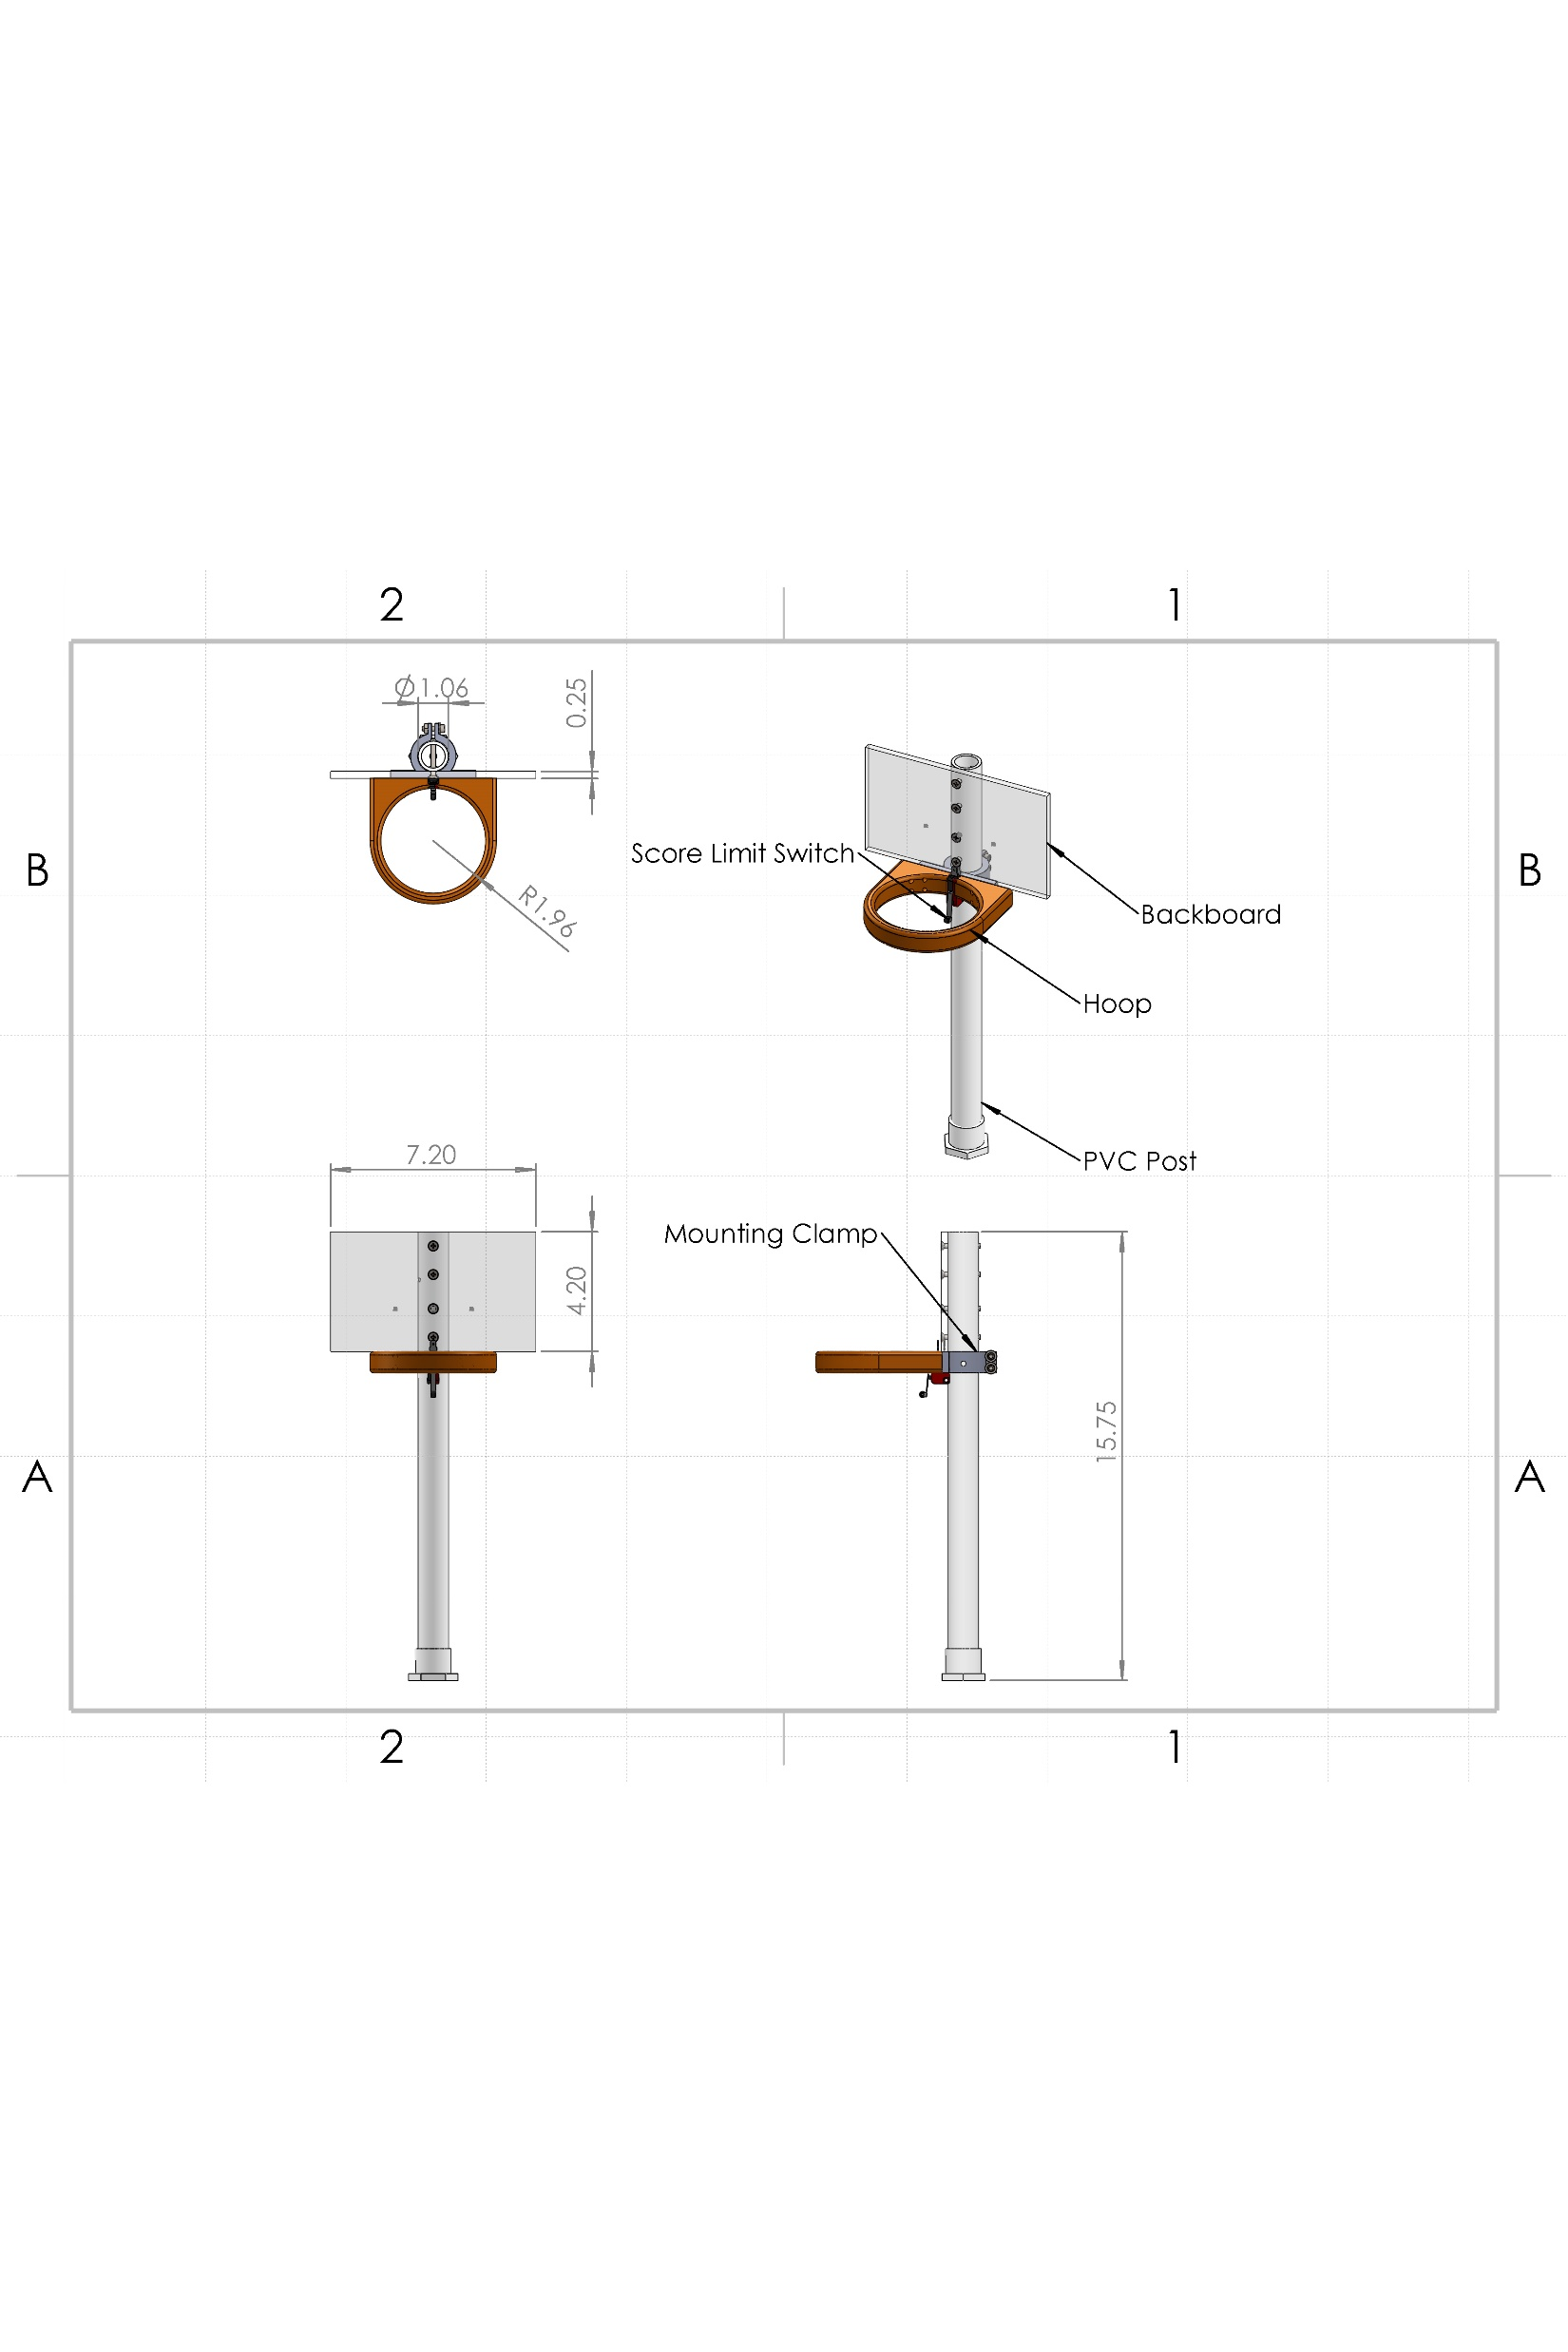 2
1
Ø1.06
0.25
R1.96
B
B
Score Limit Switch
Backboard
Hoop
PVC Post
7.20
4.20
Mounting Clamp
15.75
A
A
2
1